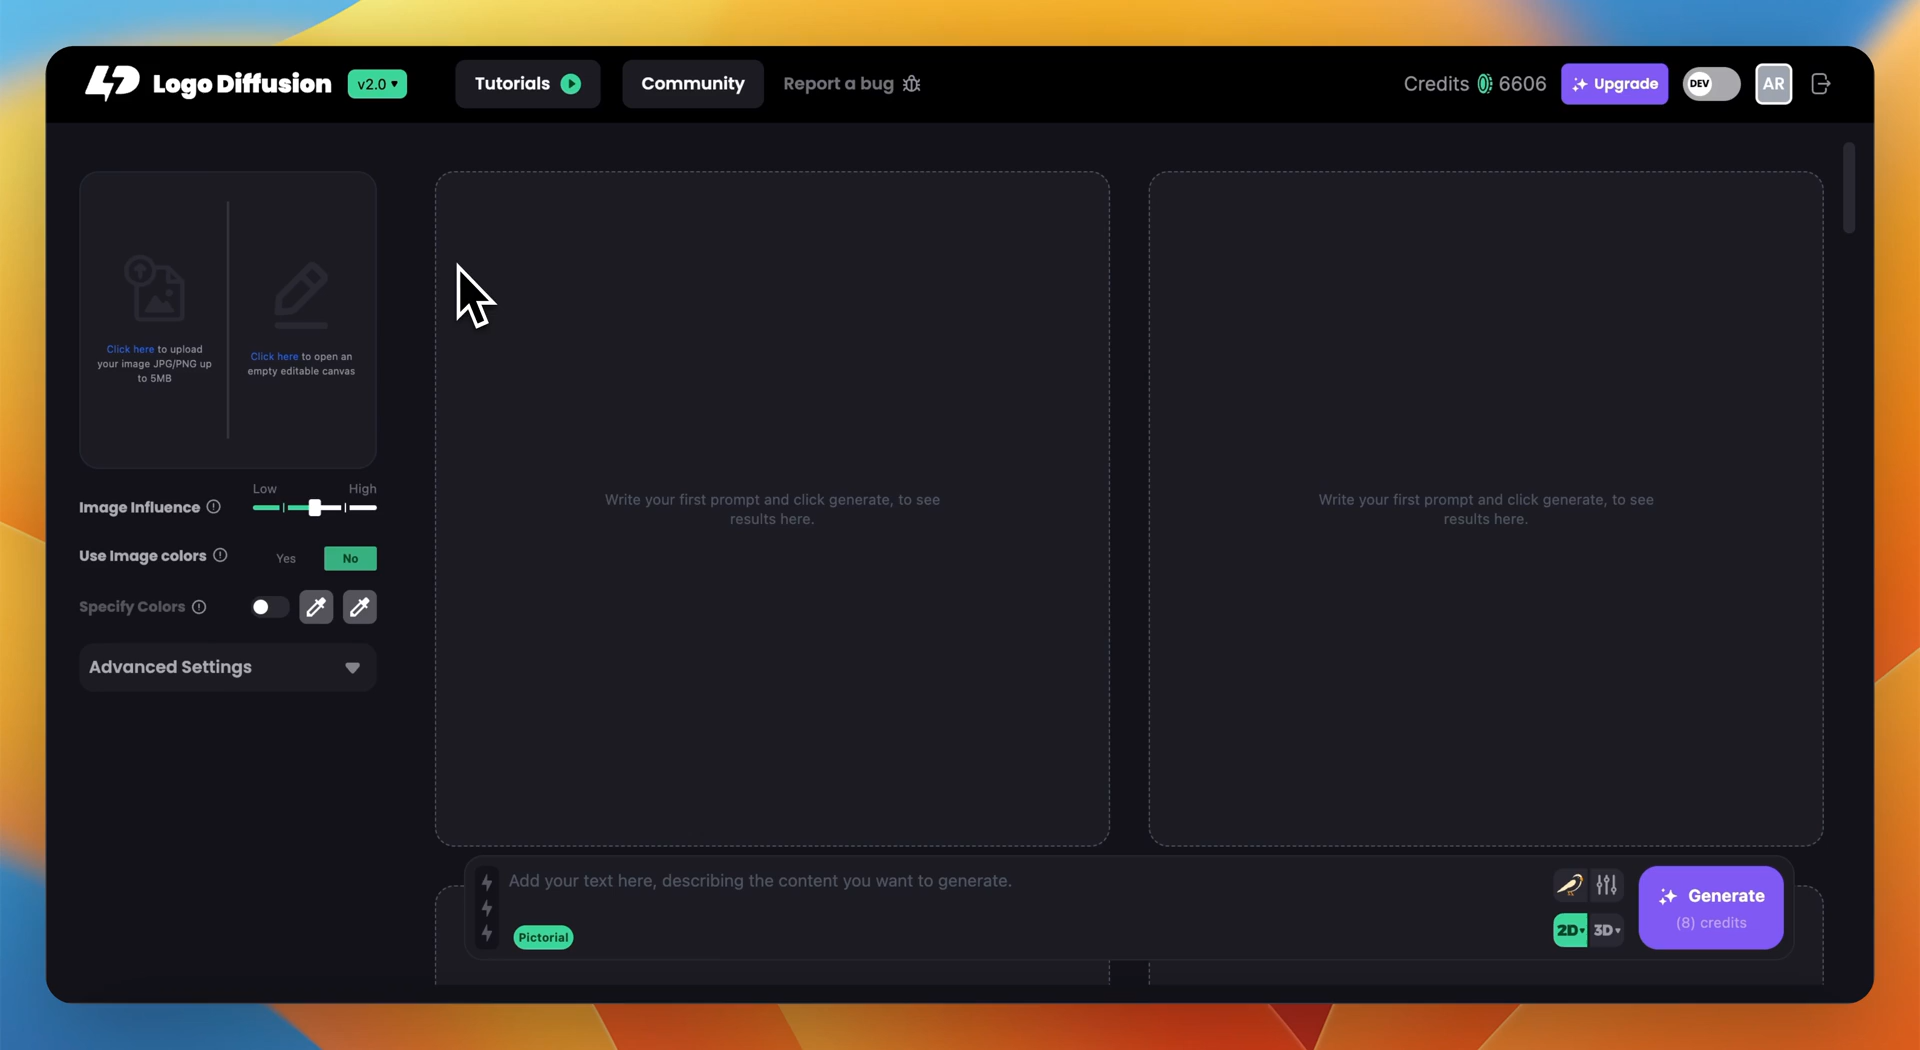 Logo Diffusion
v2.0
Tutorials
Community
Report a bug
Credits 6606
Upgrade
DEV
AR
Click here to upload
your image JPG/PNG up
to 5MB
Click here to open an
empty editable canvas
Image Influence
Low
High
Use Image colors
Yes
No
Specify Colors
Advanced Settings
Write your first prompt and click generate, to see
results here.
Write your first prompt and click generate, to see
results here.
Add your text here, describing the content you want to generate.
Pictorial
2D
3D
Generate
(8) credits